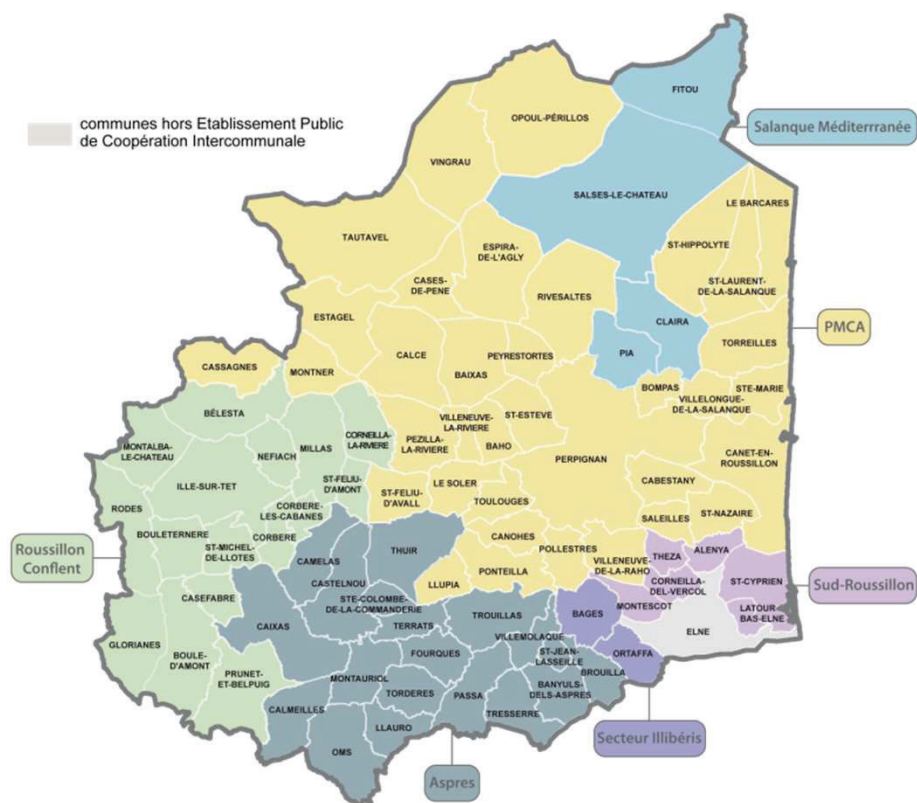 communes hors Etablissement Public
de Coopération Intercommunale
FITOU
Salanque Méditerrranée
OPOUL-PÉRILLOS
VINGRAU
SALSES-LE-CHATEAU
LE BARCARES
TAUTAVEL
ESPIRA-
DE-L'AGLY
ST-HIPPOLYTE
CASES-
DE-PENE
RIVESALTES
ST-LAURENT-
DE-LA-SALANQUE
ESTAGEL
CLAIRA
PMCA
CALCE
PEYRESTORTES
PIA
TORREILLES
CASSAGNES
MONTNER
BAIXAS
BOMPAS
STE-MARIE
VILLELONGUE-
DE-LA-SALANQUE
BÉLESTA
ST-ESTEVE
VILLENEUVE-
LA-RIVIERE
CORNEILLA-
LA-RIVIERE
PEZILLA-
LA-RIVIERE
BAHO
MONTALBA-
LE-CHATEAU
NEFIACH
MILLAS
PERPIGNAN
CANET-EN-
ROUSSILLON
ILLE-SUR-TET
ST-FELIU-
D'AMONT
ST-FELIU-
D'AVALL
LE SOLER
TOULOUGES
CABESTANY
RODES
CORBERE-
LES-CABANES
SALEILLES
ST-NAZAIRE
BOULETERNERE
ST-MICHEL-
DE-LLOTES
CORBERE
CANOHES
POLLESTRES
THUIR
Roussillon
Conflent
CAMELAS
CASTELNOU
LLUPIA
PONTEILLA
VILLENEUVE-
DE-LA-RAHO
THEZA
ALENYA
CORNEILLA-
DEL-VERCOL
ST-CYPRIEN
Sud-Roussillon
CASEFABRE
STE-COLOMBE-
DE-LA-COMMANDERIE
MONTESCOT
LATOUR-
BAS-ELNE
BAGES
TROUILLAS
CAIXAS
TERRATS
VILLEMOLAQUE
ELNE
GLORIANES
BOULE-
D'AMONT
FOURQUES
ST-JEAN-
LASSEILLE
ORTAFFA
PRUNET-
ET-BELPUIG
MONTAURIOL
BROUILLA
BANYULS-
DELS-ASPRES
TORDERES
PASSA
CALMEILLES
TRESSERRE
LLAURO
Secteur Illibéris
OMS
Aspres